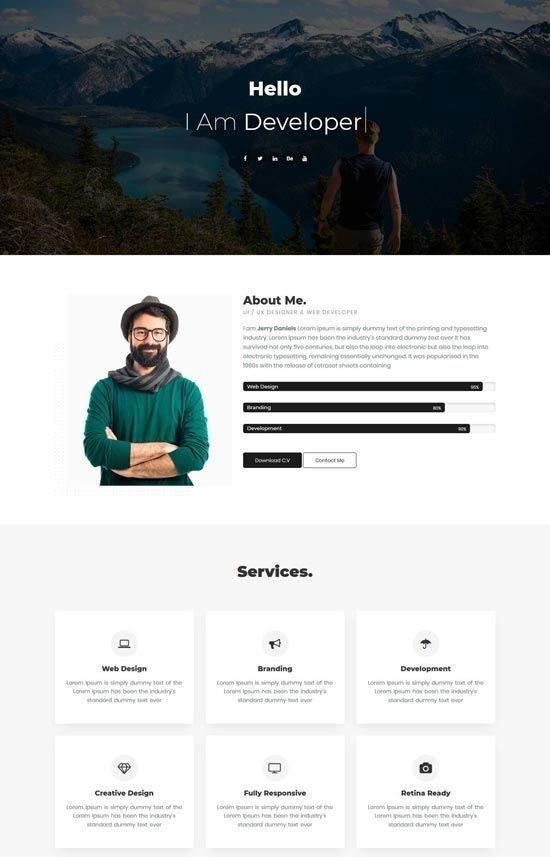 Hello
I Am Developer
Bē
About Me.
UI / UX DESIGNER & WEB DEVELOPER
I am Jerry Daniels Lorem Ipsum is simply dummy text of the printing and typesetting
industry. Lorem Ipsum has been the industry's standard dummy text ever it has
survived not only five centuries, but also the leap into electronic but also the leap into
electronic typesetting, remaining essentially unchanged. It was popularised in the
1960s with the release of Letraset sheets containing
Web Design 95%
Branding 80%
Development 90%
Download C.V Contact Me
Services.
Web Design
Lorem Ipsum is simply dummy text of the
Lorem Ipsum has been the industry's
standard dummy text ever
Branding
Lorem Ipsum is simply dummy text of the
Lorem Ipsum has been the industry's
standard dummy text ever
Development
Lorem Ipsum is simply dummy text of the
Lorem Ipsum has been the industry's
standard dummy text ever
Creative Design
Lorem Ipsum is simply dummy text of the
Lorem Ipsum has been the industry's
standard dummy text ever
Fully Responsive
Lorem Ipsum is simply dummy text of the
Lorem Ipsum has been the industry's
standard dummy text ever
Retina Ready
Lorem Ipsum is simply dummy text of the
Lorem Ipsum has been the industry's
standard dummy text ever